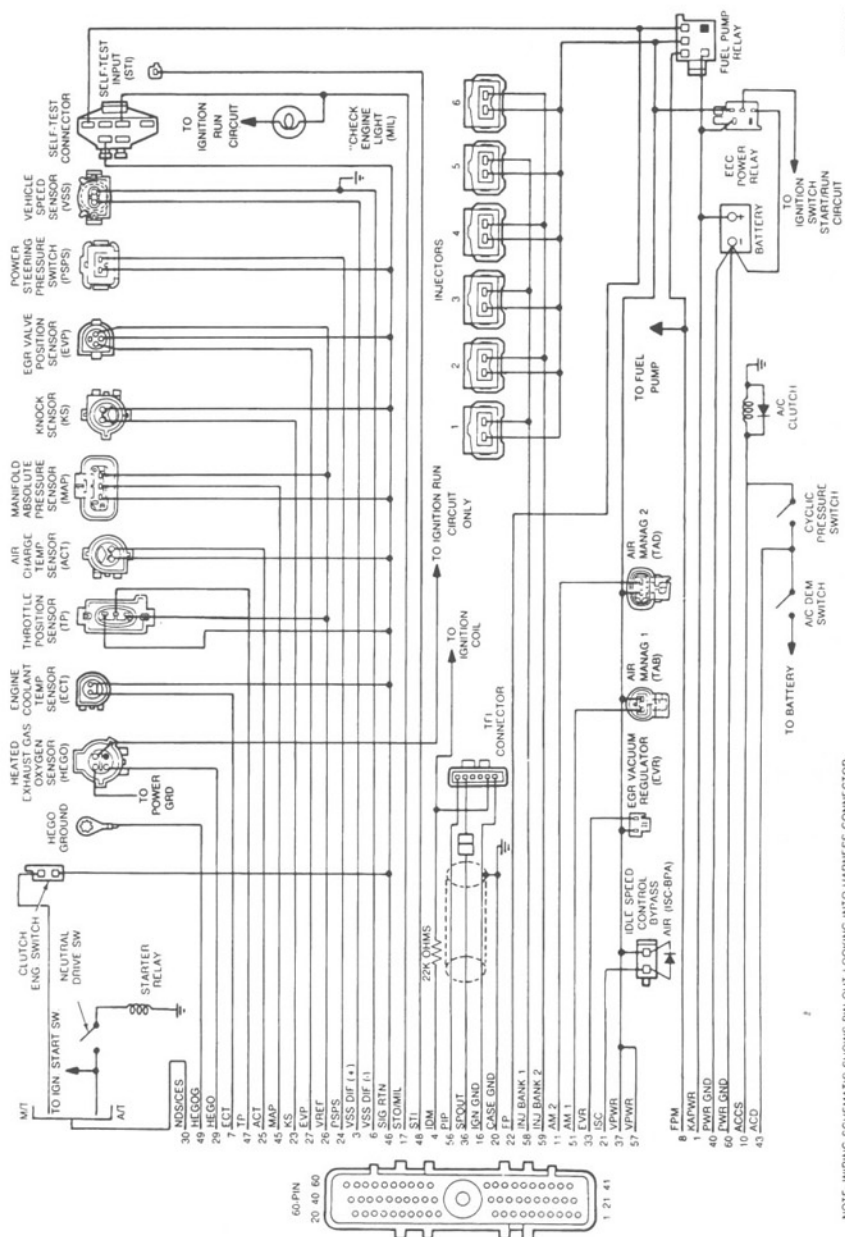 M/T
CLUTCH
ENG. SWITCH
TO IGN START SW.
NEUTRAL
DRIVE SW
STARTER
RELAY
A/T
HEGO
GROUND
HEATED
EXHAUST GAS
OXYGEN
SENSOR
(HEGO)
TO
POWER
GRD
ENGINE
COOLANT
TEMP
SENSOR
(ECT)
THROTTLE
POSITION
SENSOR
(TP)
AIR
CHARGE
TEMP
SENSOR
(ACT)
MANIFOLD
ABSOLUTE
PRESSURE
SENSOR
(MAP)
KNOCK
SENSOR
(KS)
EGR VALVE
POSITION
SENSOR
(EVP)
POWER
STEERING
PRESSURE
SWITCH
(PSPS)
VEHICLE
SPEED
SENSOR
(VSS)
SELF-TEST
CONNECTOR
SELF-TEST
INPUT
(STI)
TO
IGNITION
RUN
CIRCUIT
"CHECK
ENGINE
LIGHT
(MIL)
60-PIN
20 40 60
1 21 41
30 NDS/CES
49 HEGOG
29 HEGO
7 ECT
47 TP
25 ACT
45 MAP
23 KS
27 EVP
26 VREF
24 PSPS
3 VSS DIF (+)
6 VSS DIF (-)
46 SIG RTN
17 STO/MIL
48 STI
4 IDM
56 PIP
36 SPOUT
16 IGN GND
20 CASE GND
22 FP
58 INJ BANK 1
59 INJ BANK 2
11 AM 2
51 AM 1
33 EVR
21 ISC
37 VPWR
57 VPWR
8 FPM
1 KAPWR
40 PWR GND
60 PWR GND
10 ACCS
43 ACD
22K OHMS
TFI
CONNECTOR
TO
IGNITION
COIL
TO IGNITION RUN
CIRCUIT
ONLY
INJECTORS
1
2
3
4
5
6
IDLE SPEED
CONTROL
BYPASS
AIR (ISC-BPA)
EGR VACUUM
REGULATOR
(EVR)
AIR
MANAG 1
(TAB)
AIR
MANAG 2
(TAD)
TO FUEL
PUMP
FUEL PUMP
RELAY
EEC
POWER
RELAY
TO
IGNITION
SWITCH
START/RUN
CIRCUIT
BATTERY
+
-
A/C
CLUTCH
CYCLIC
PRESSURE
SWITCH
A/C DEM
SWITCH
TO BATTERY
NOTE: WIRING SCHEMATIC SHOWS PIN OUT LOOKING INTO HARNESS CONNECTOR